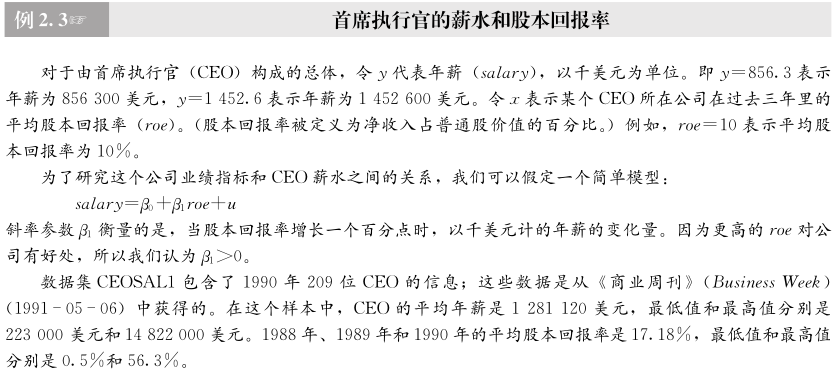 例 2.3☞ 首席执行官的薪水和股本回报率
对于由首席执行官（CEO）构成的总体，令 y 代表年薪（salary），以千美元为单位。即 y=856.3 表示
年薪为 856 300 美元，y=1 452.6 表示年薪为 1 452 600 美元。令 x 表示某个 CEO 所在公司在过去三年里的
平均股本回报率（roe）。（股本回报率被定义为净收入占普通股价值的百分比。）例如，roe=10 表示平均股
本回报率为 10%。
为了研究这个公司业绩指标和 CEO 薪水之间的关系，我们可以假定一个简单模型：
salary=β₀+β₁roe+u
斜率参数 β₁ 衡量的是，当股本回报率增长一个百分点时，以千美元计的年薪的变化量。因为更高的 roe 对公
司有好处，所以我们认为 β₁>0。
数据集 CEOSAL1 包含了 1990 年 209 位 CEO 的信息；这些数据是从《商业周刊》（Business Week）
（1991-05-06）中获得的。在这个样本中，CEO 的平均年薪是 1 281 120 美元，最低值和最高值分别是
223 000 美元和 14 822 000 美元。1988 年、1989 年和 1990 年的平均股本回报率是 17.18%，最低值和最高值
分别是 0.5%和 56.3%。